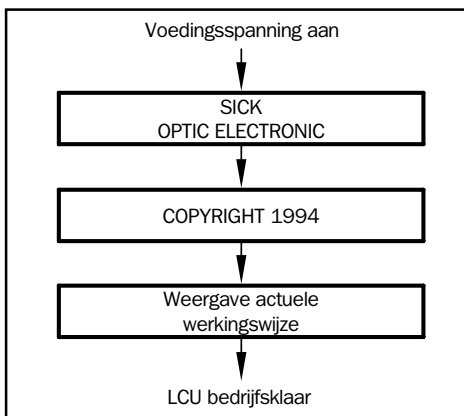 Voedingsspanning aan
SICK
OPTIC ELECTRONIC
COPYRIGHT 1994
Weergave actuele
werkingswijze
LCU bedrijfsklaar